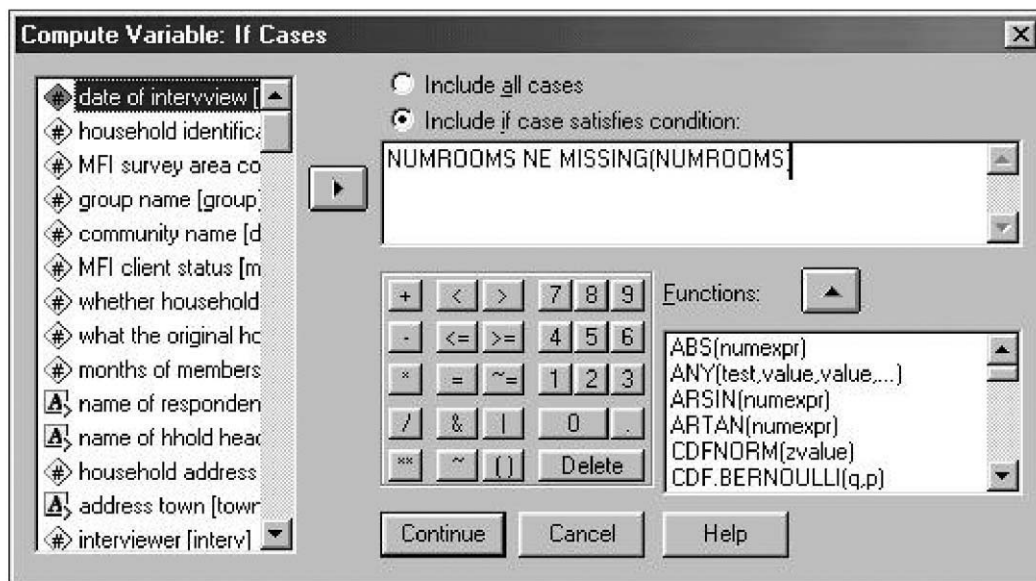 Compute Variable: If Cases
date of intervview [
household identifica
MFI survey area co
group name [group]
community name [d
MFI client status [m
whether household
what the original ho
months of members
name of responden
name of hhold head
household address
address town [town
interviewer [interv]
Include all cases
Include if case satisfies condition:
NUMROOMS NE MISSING(NUMROOMS)
+ < > 7 8 9
- <= >= 4 5 6
* = ~= 1 2 3
/ & | 0 .
** ~ () Delete
Functions:
ABS(numexpr)
ANY(test,value,value,...)
ARSIN(numexpr)
ARTAN(numexpr)
CDFNORM(zvalue)
CDF.BERNOULLI(q,p)
Continue Cancel Help